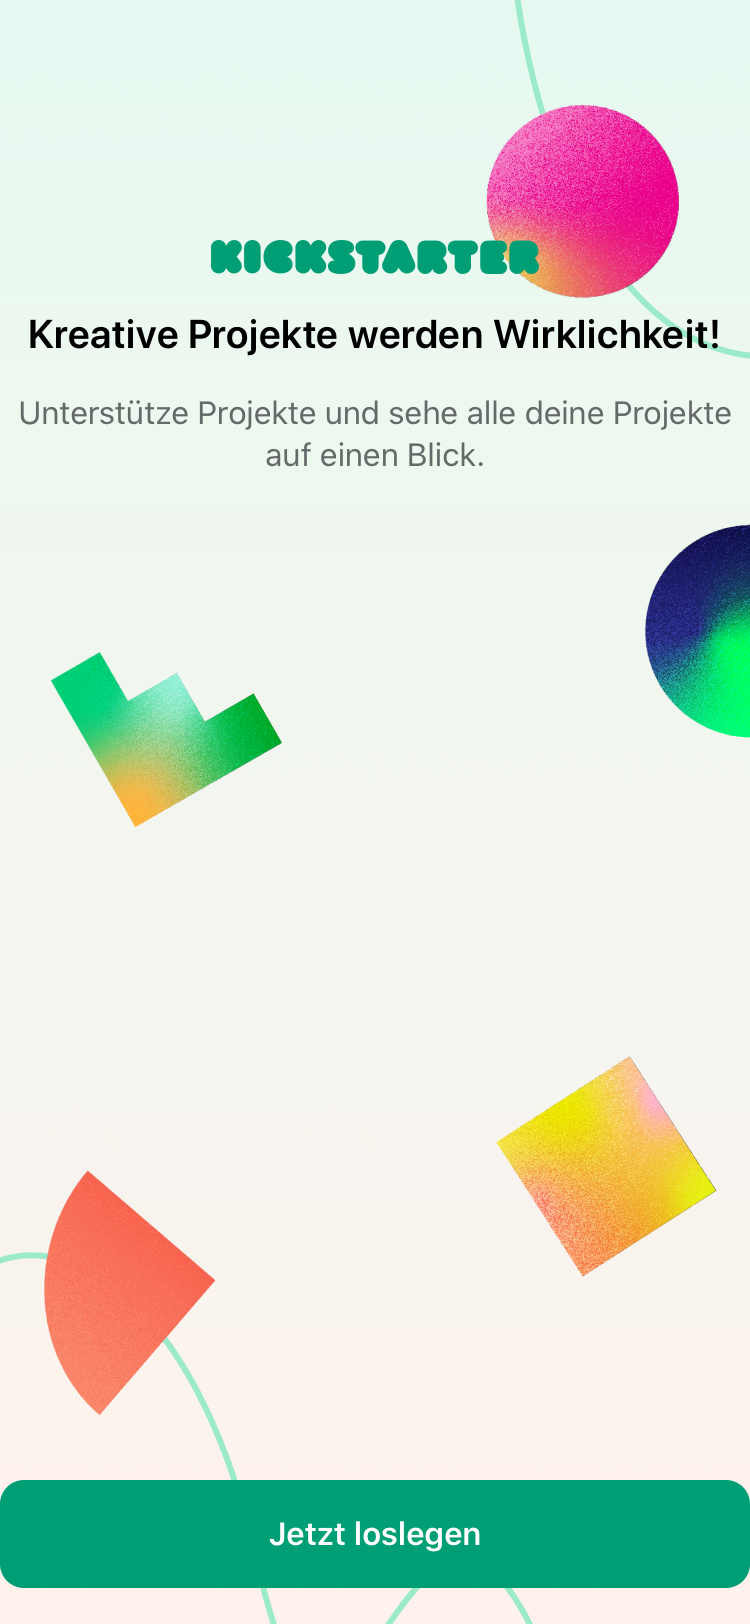 KICKSTARTER
Kreative Projekte werden Wirklichkeit!
Unterstütze Projekte und sehe alle deine Projekte
auf einen Blick.
Jetzt loslegen